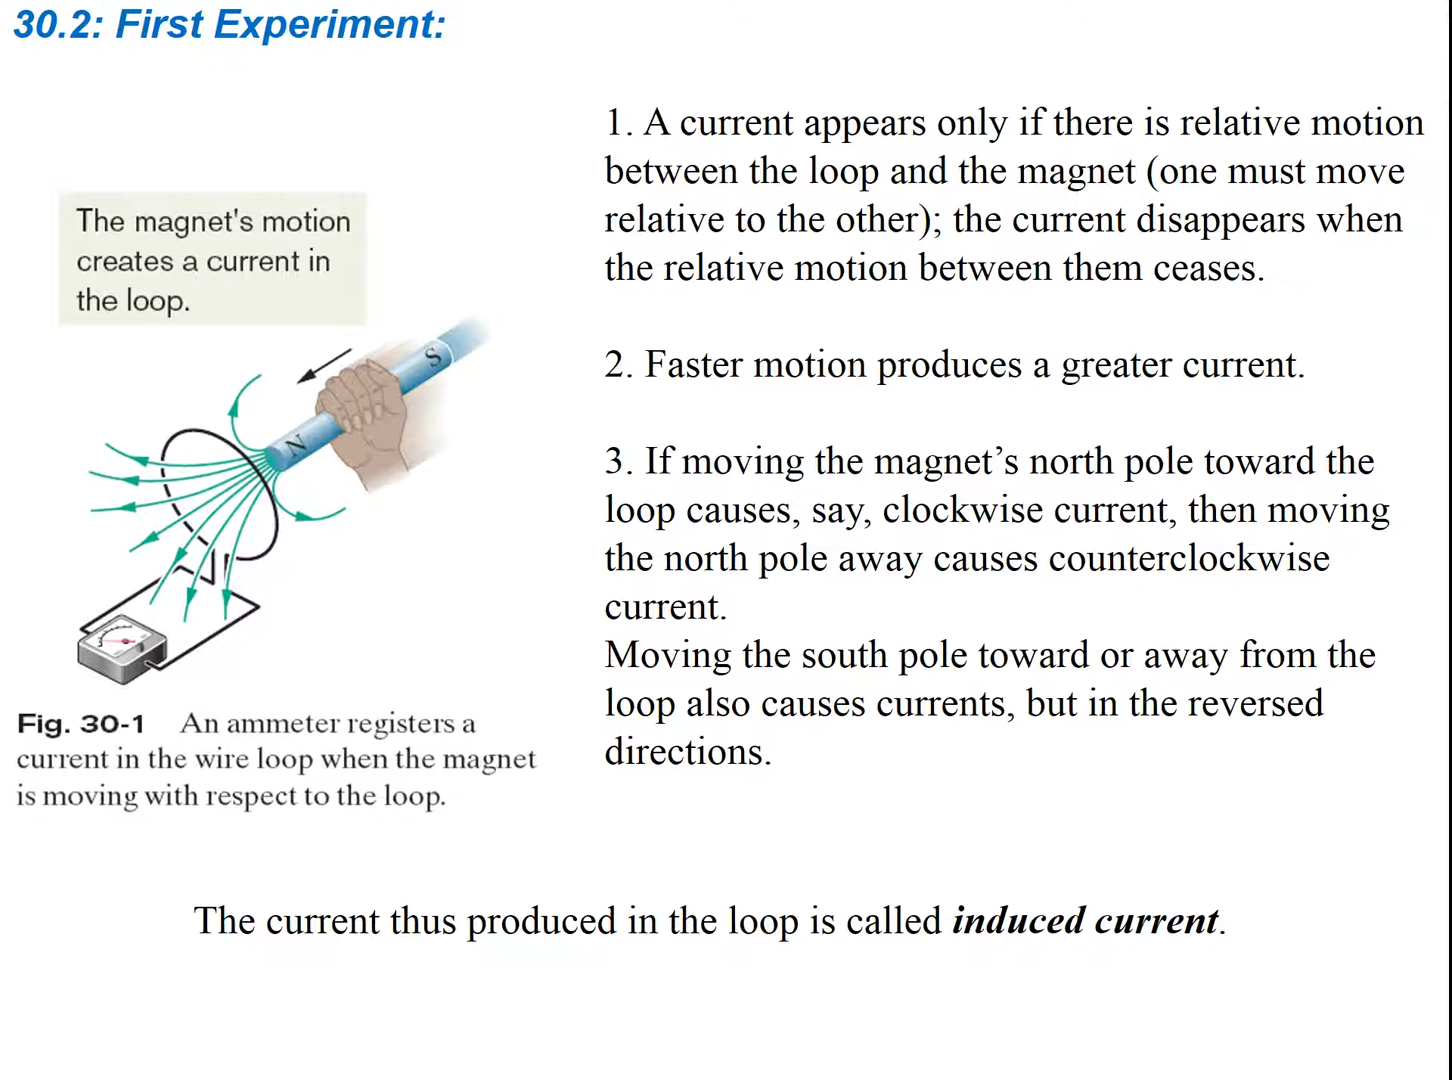 30.2: First Experiment:
1. A current appears only if there is relative motion
between the loop and the magnet (one must move
relative to the other); the current disappears when
the relative motion between them ceases.
The magnet's motion
creates a current in
the loop.
S
N
2. Faster motion produces a greater current.
3. If moving the magnet’s north pole toward the
loop causes, say, clockwise current, then moving
the north pole away causes counterclockwise
current.
Moving the south pole toward or away from the
loop also causes currents, but in the reversed
directions.
Fig. 30-1 An ammeter registers a
current in the wire loop when the magnet
is moving with respect to the loop.
The current thus produced in the loop is called induced current.